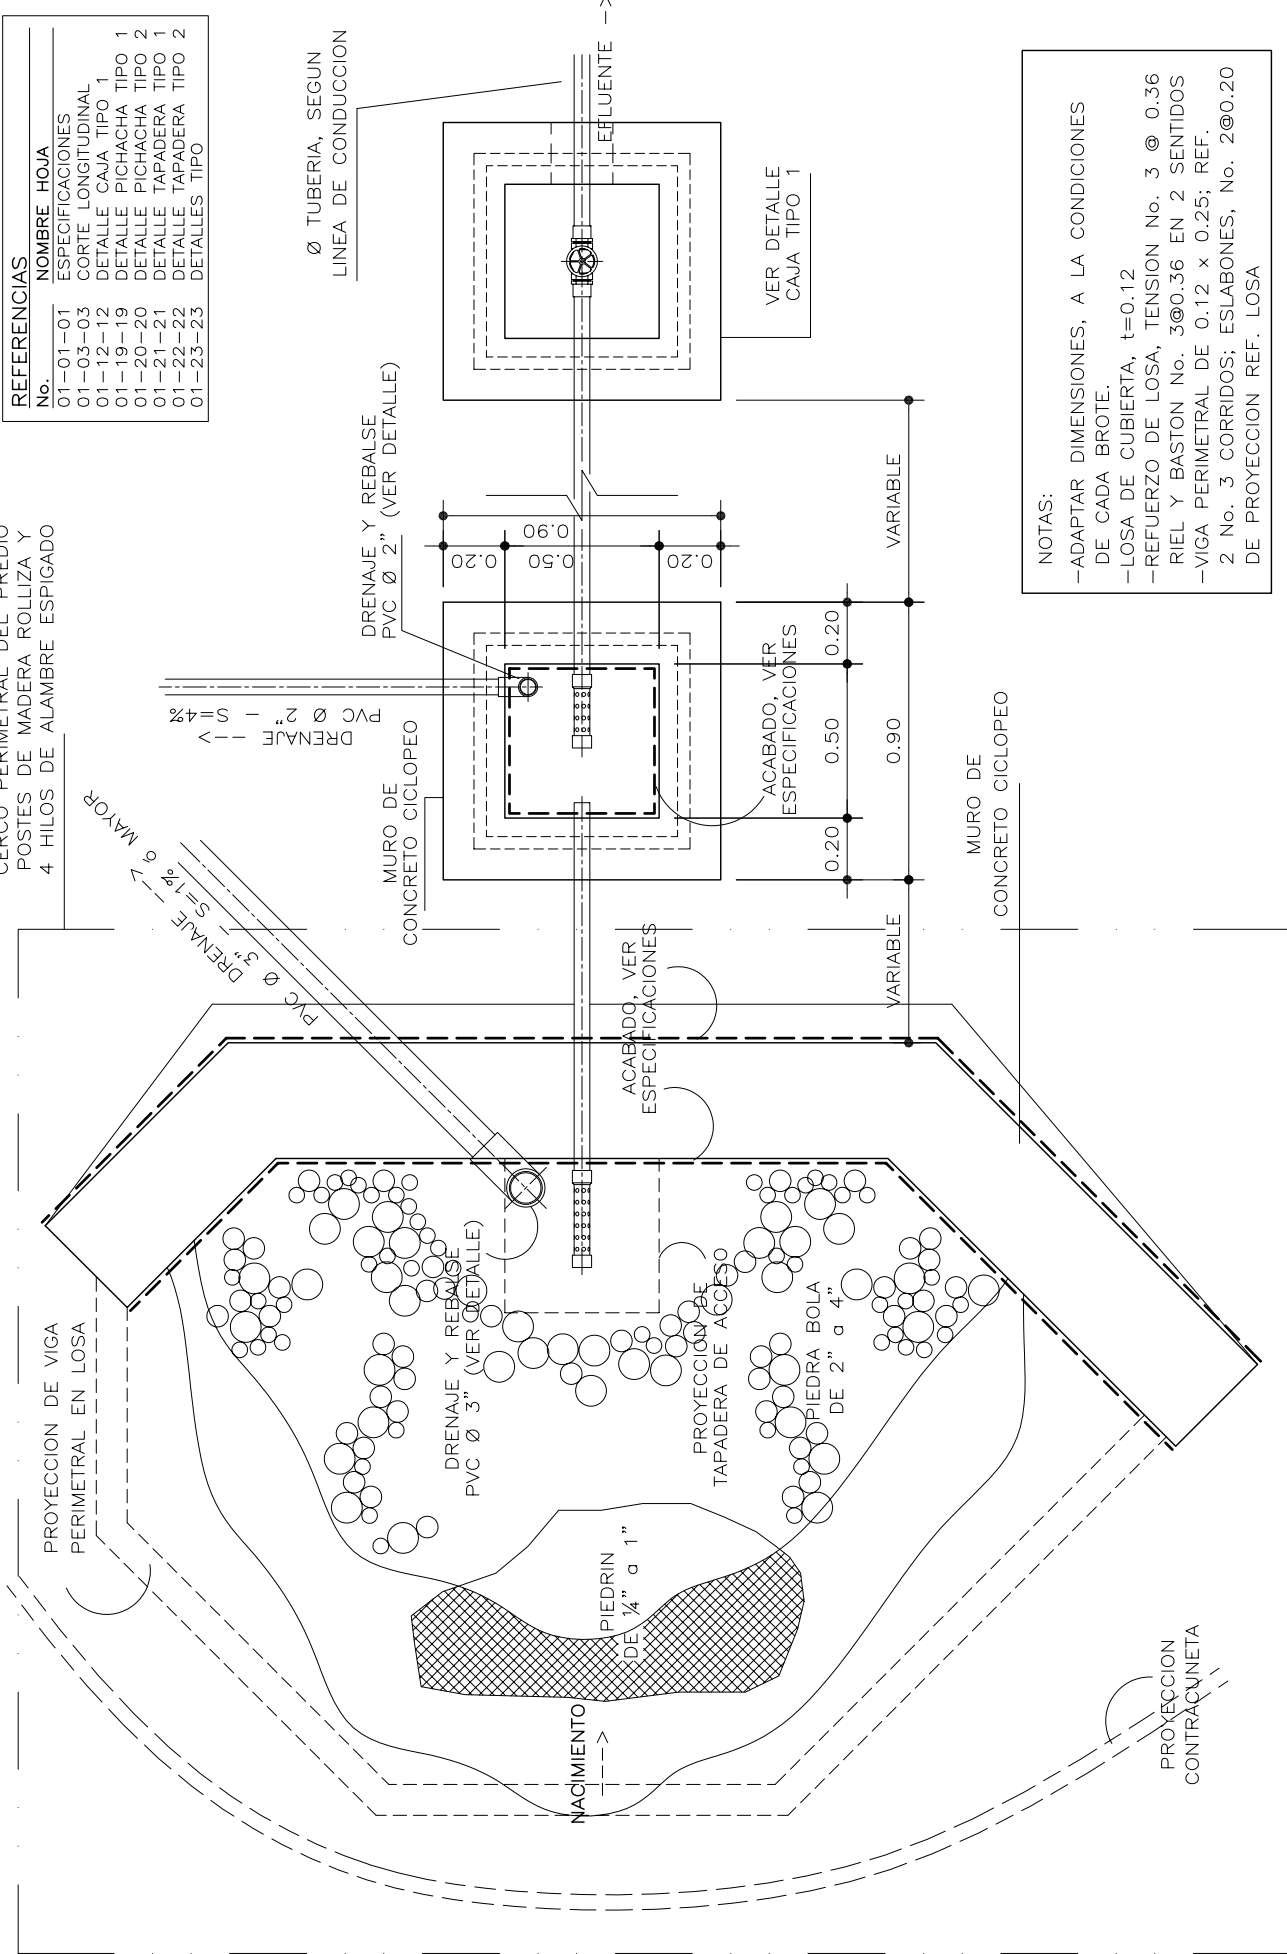 REFERENCIAS
No. NOMBRE HOJA
01-01-01 ESPECIFICACIONES
01-03-03 CORTE LONGITUDINAL
01-12-12 DETALLE CAJA TIPO 1
01-19-19 DETALLE PICHACHA TIPO 1
01-20-20 DETALLE PICHACHA TIPO 2
01-21-21 DETALLE TAPADERA TIPO 1
01-22-22 DETALLE TAPADERA TIPO 2
01-23-23 DETALLES TIPO
CERCO PERIMETRAL DEL PREDIO
POSTES DE MADERA ROLLIZA Y
4 HILOS DE ALAMBRE ESPIGADO
Ø TUBERIA, SEGUN
LINEA DE CONDUCCION
EFLUENTE ->
DRENAJE Y REBALSE
PVC Ø 2" (VER DETALLE)
DRENAJE -->
PVC Ø 2" - S=4%
DRENAJE -->
PVC Ø 3" - S=1% ó MAYOR
MURO DE
CONCRETO CICLOPEO
0.20
0.50
0.20
0.90
VER DETALLE
CAJA TIPO 1
ACABADO, VER
ESPECIFICACIONES
0.20
0.50
0.20
VARIABLE
0.90
VARIABLE
ACABADO, VER
ESPECIFICACIONES
MURO DE
CONCRETO CICLOPEO
PROYECCION DE VIGA
PERIMETRAL EN LOSA
DRENAJE Y REBALSE
PVC Ø 3" (VER DETALLE)
PROYECCION DE
TAPADERA DE ACCESO
PIEDRA BOLA
DE 2" a 4"
PIEDRIN
DE ¼" a 1"
NACIMIENTO
---->
PROYECCION
CONTRACUNETA
NOTAS:
-ADAPTAR DIMENSIONES, A LA CONDICIONES
DE CADA BROTE.
-LOSA DE CUBIERTA, t=0.12
-REFUERZO DE LOSA, TENSION No. 3 @ 0.36
RIEL Y BASTON No. 3@0.36 EN 2 SENTIDOS
-VIGA PERIMETRAL DE 0.12 x 0.25; REF.
2 No. 3 CORRIDOS; ESLABONES, No. 2@0.20
DE PROYECCION REF. LOSA